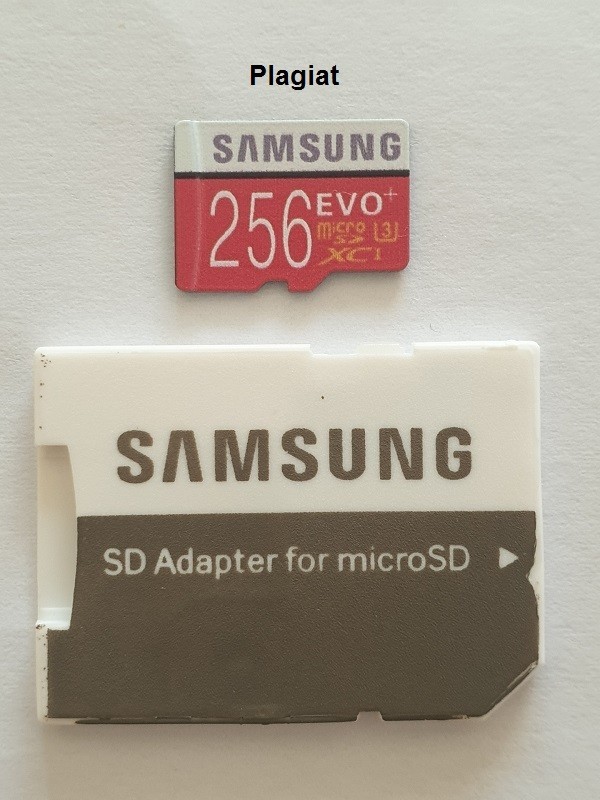 Plagiat
SAMSUNG
256 EVO+
micro SD XC I U3
SAMSUNG
SD Adapter for microSD